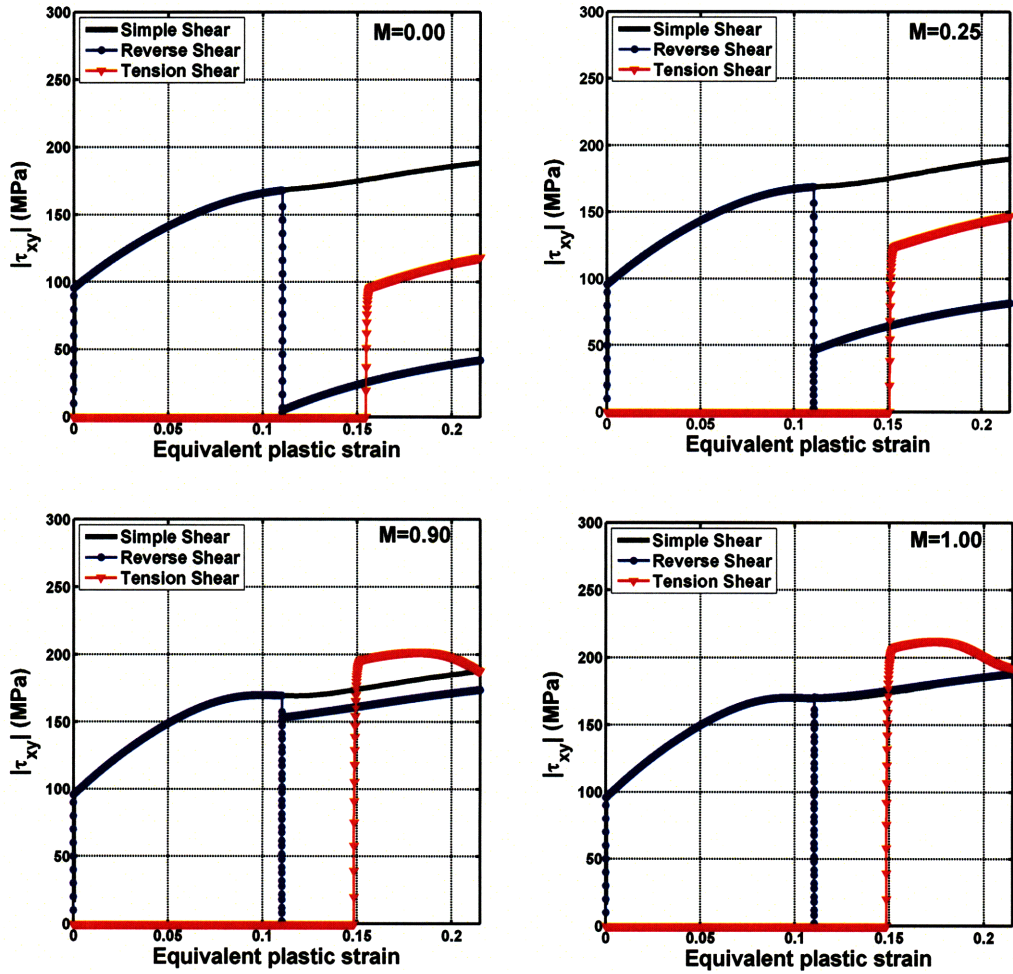 M=0.00
Simple Shear
Reverse Shear
Tension Shear
300
250
200
150
100
50
0
|τxy| (MPa)
0 0.05 0.1 0.15 0.2
Equivalent plastic strain
M=0.25
Simple Shear
Reverse Shear
Tension Shear
300
250
200
150
100
50
0
|τxy| (MPa)
0 0.05 0.1 0.15 0.2
Equivalent plastic strain
M=0.90
Simple Shear
Reverse Shear
Tension Shear
300
250
200
150
100
50
0
|τxy| (MPa)
0 0.05 0.1 0.15 0.2
Equivalent plastic strain
M=1.00
Simple Shear
Reverse Shear
Tension Shear
300
250
200
150
100
50
0
|τxy| (MPa)
0 0.05 0.1 0.15 0.2
Equivalent plastic strain